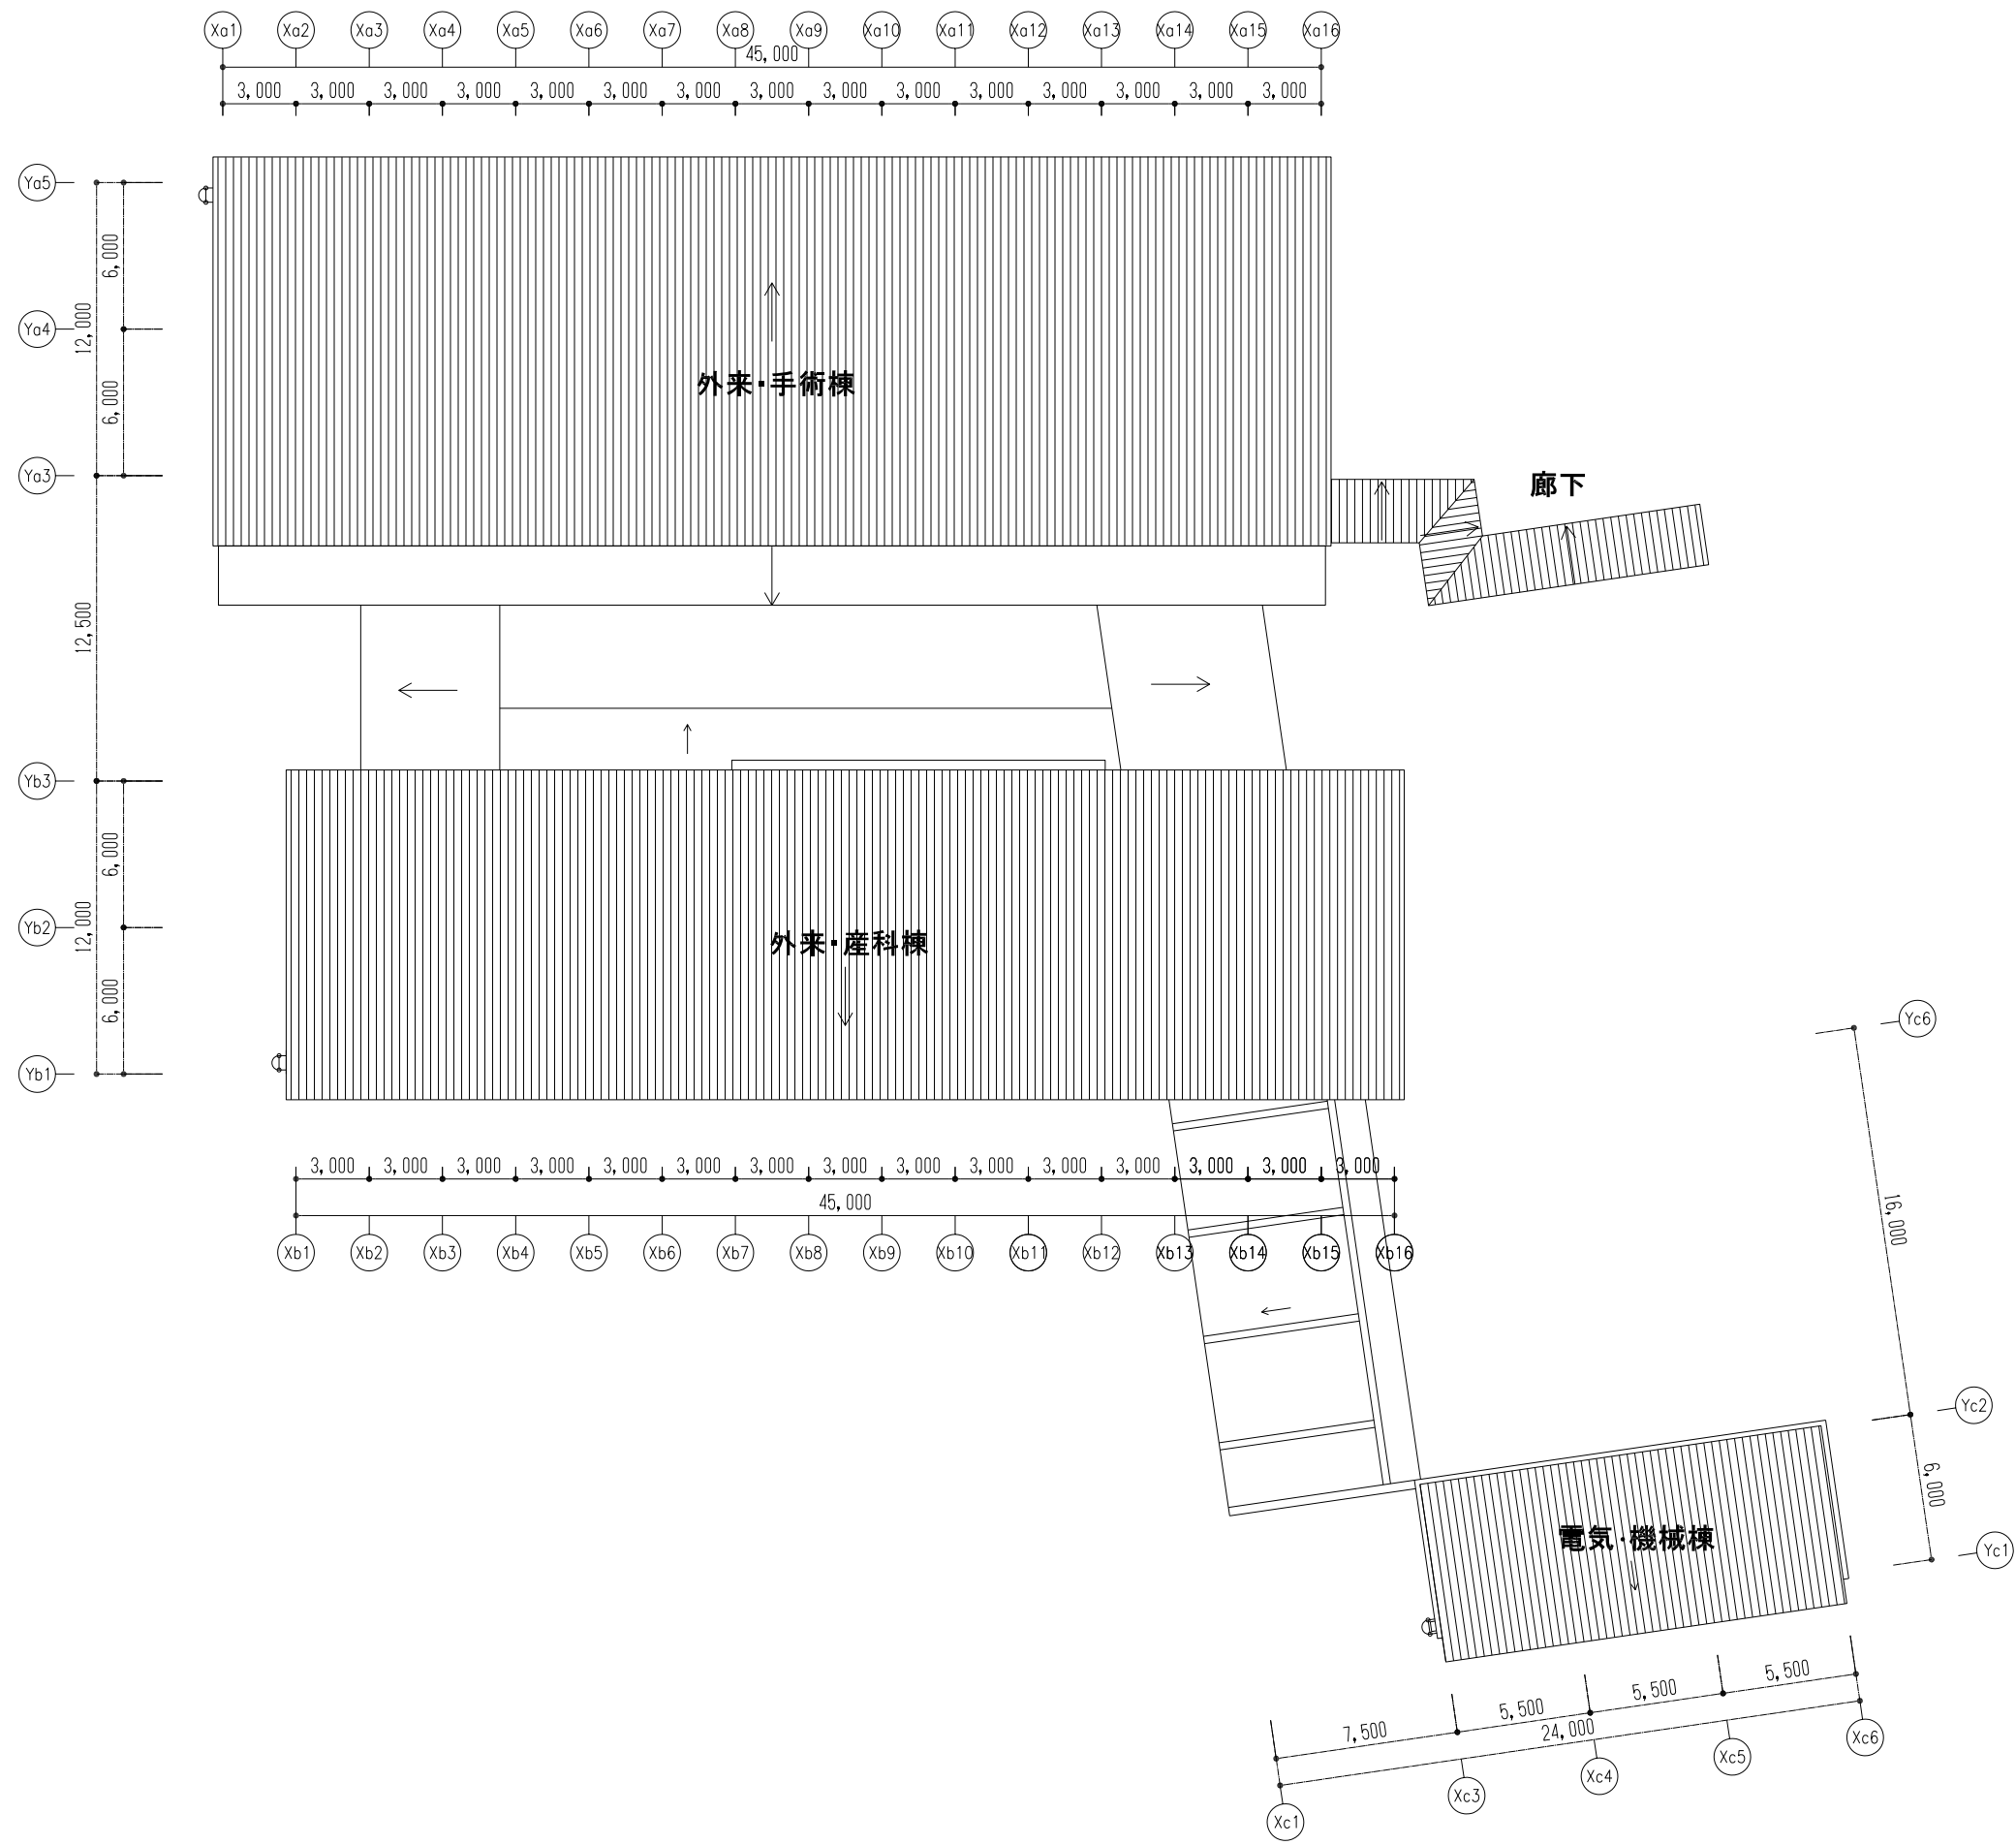 Xa1 Xa2 Xa3 Xa4 Xa5 Xa6 Xa7 Xa8 Xa9 Xa10 Xa11 Xa12 Xa13 Xa14 Xa15 Xa16
45,000
3,000 3,000 3,000 3,000 3,000 3,000 3,000 3,000 3,000 3,000 3,000 3,000 3,000 3,000 3,000
Ya5
6,000
12,000
Ya4
6,000
Ya3
外来・手術棟
廊下
12,500
Yb3
6,000
12,000
Yb2
6,000
Yb1
外来・産科棟
3,000 3,000 3,000 3,000 3,000 3,000 3,000 3,000 3,000 3,000 3,000 3,000 3,000 3,000 3,000
45,000
Xb1 Xb2 Xb3 Xb4 Xb5 Xb6 Xb7 Xb8 Xb9 Xb10 Xb11 Xb12 Xb13 Xb14 Xb15 Xb16
Yc6
16,000
Yc2
6,000
Yc1
電気・機械棟
7,500 5,500 5,500 5,500
24,000
Xc1 Xc3 Xc4 Xc5 Xc6